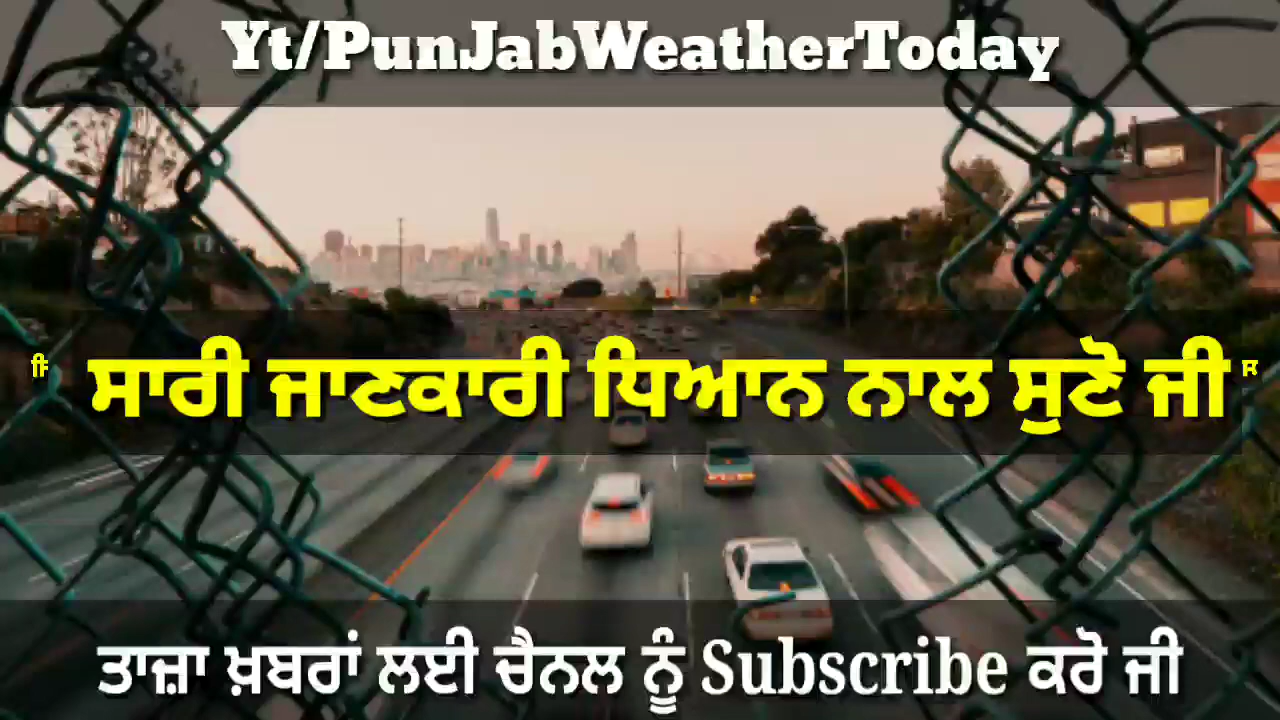 Yt/PunJabWeatherToday
ਸਾਰੀ ਜਾਣਕਾਰੀ ਧਿਆਨ ਨਾਲ ਸੁਣੋ ਜੀ
ਤਾਜ਼ਾ ਖ਼ਬਰਾਂ ਲਈ ਚੈਨਲ ਨੂੰ Subscribe ਕਰੋ ਜੀ